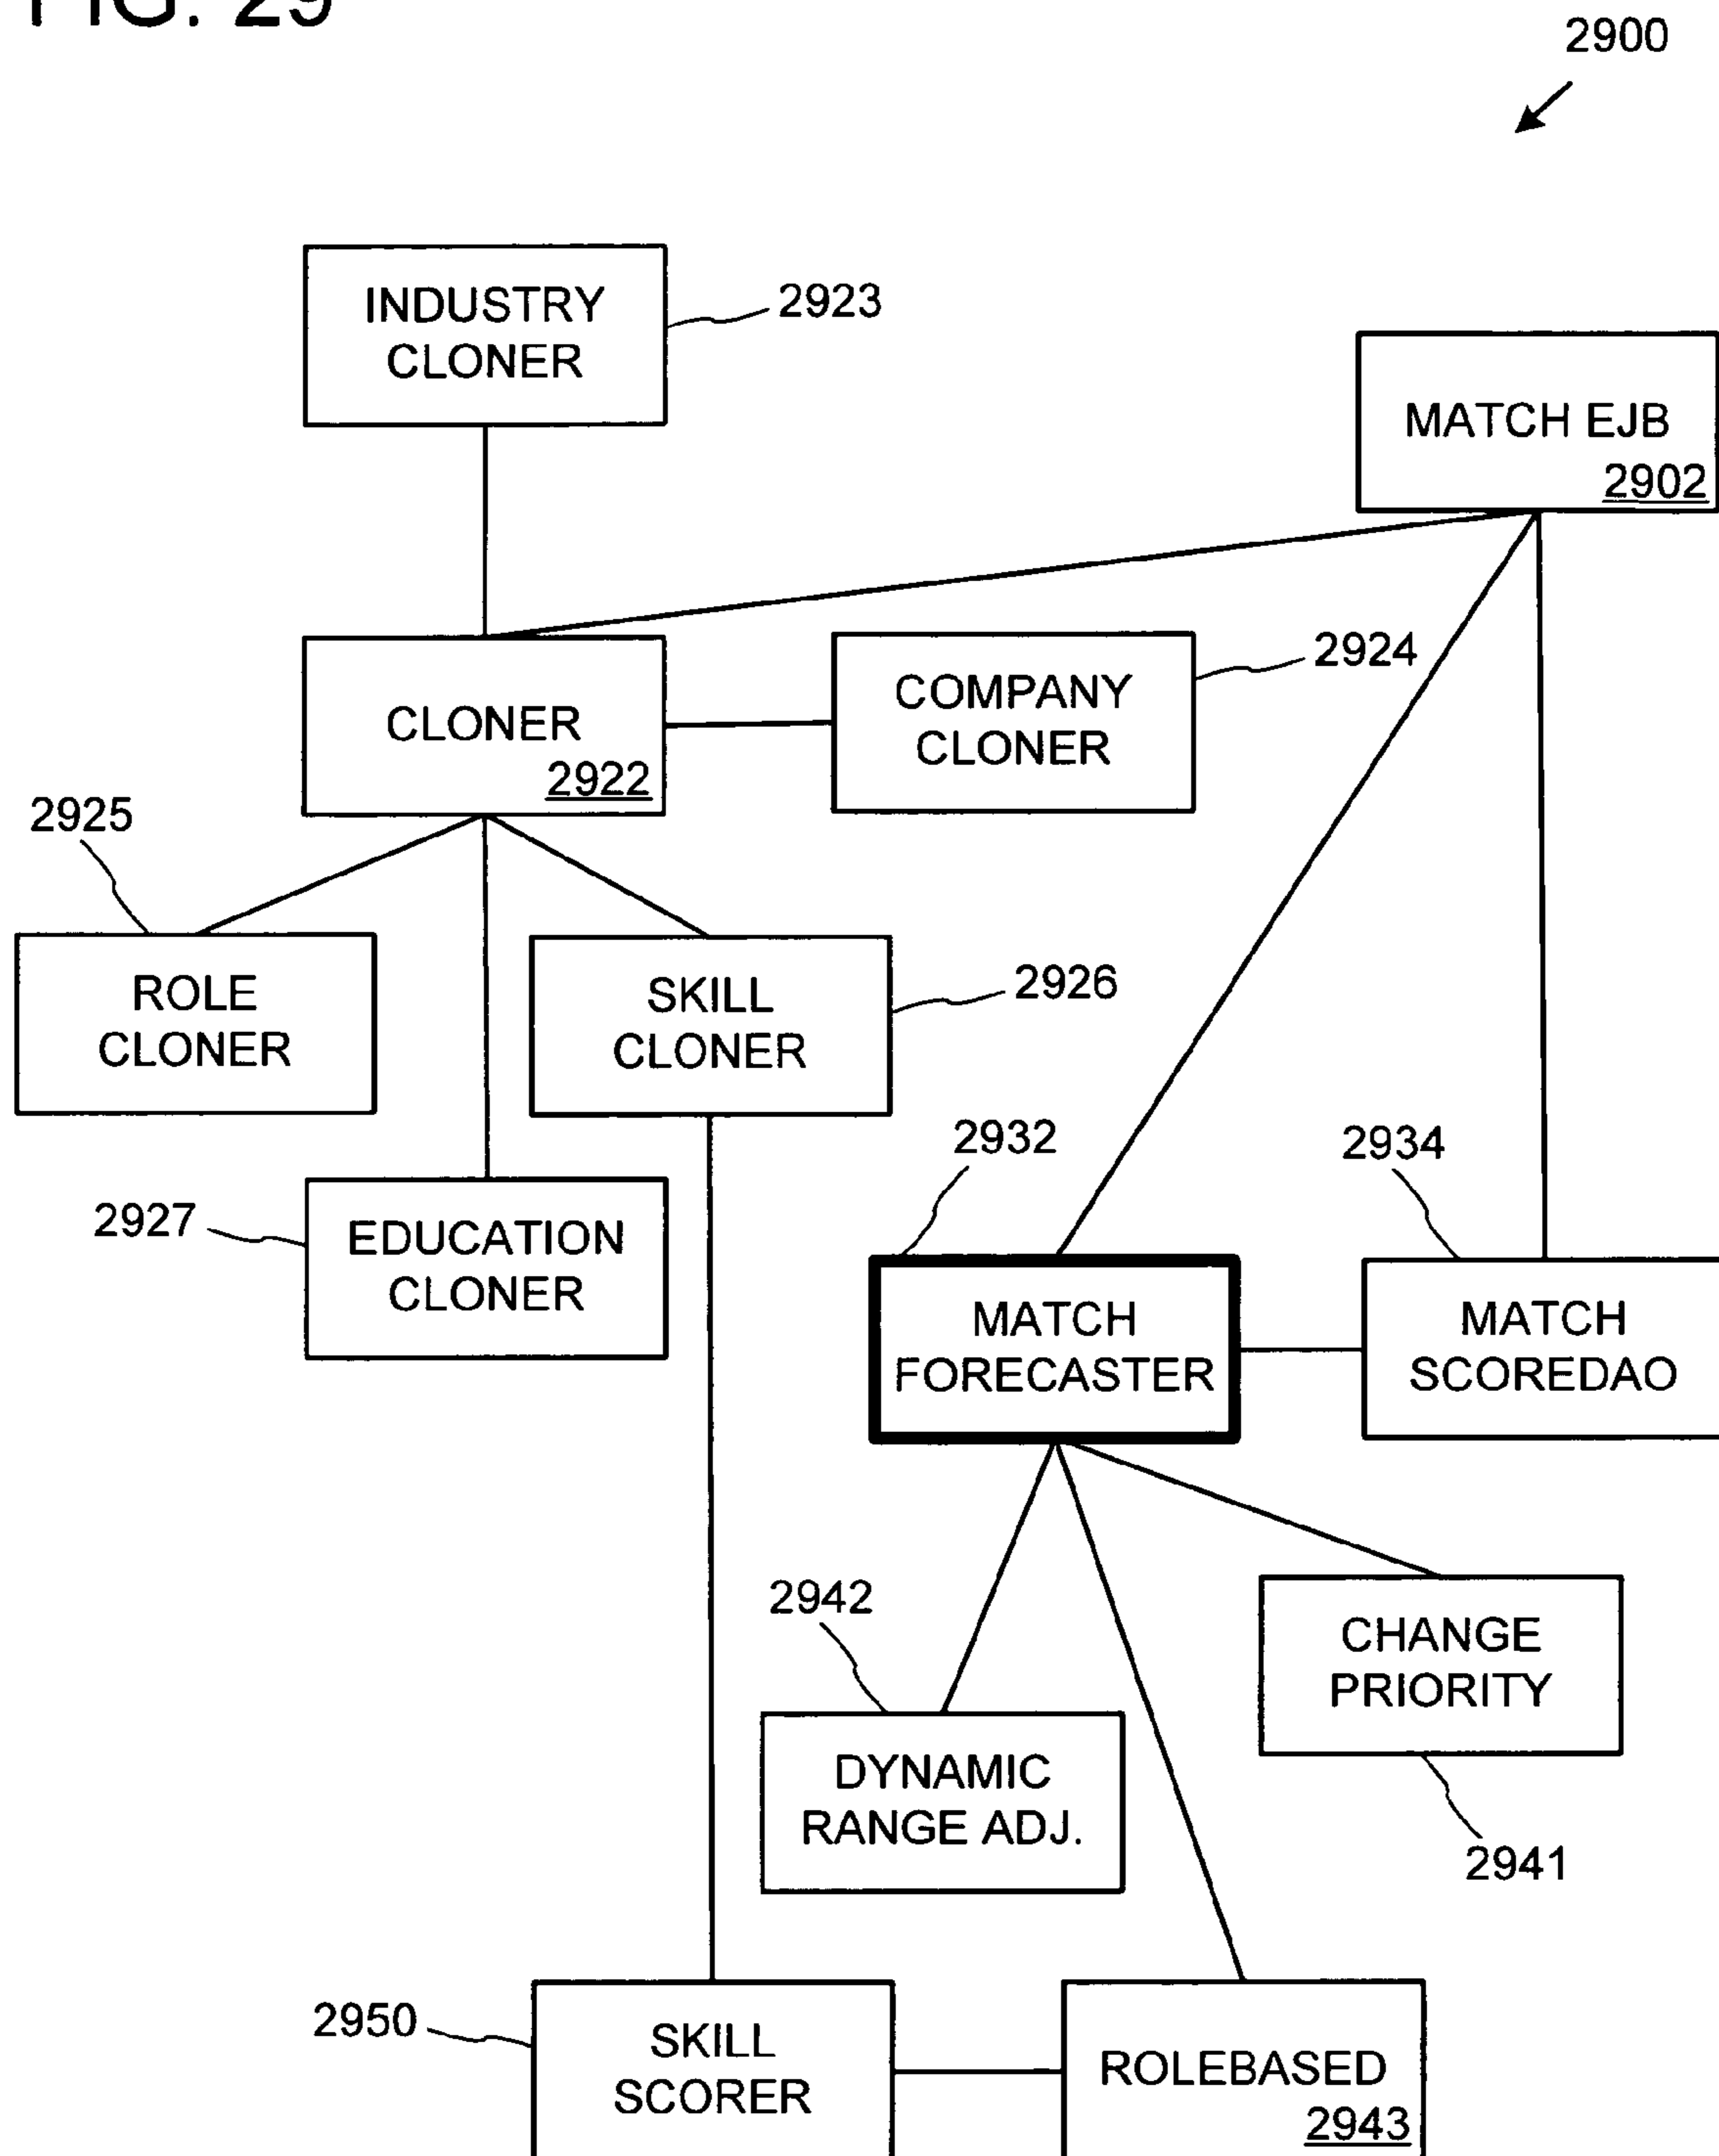 FIG. 29
2900
INDUSTRY
CLONER
2923
MATCH EJB
2902
CLONER
2922
COMPANY
CLONER
2924
2925
ROLE
CLONER
SKILL
CLONER
2926
2927
EDUCATION
CLONER
2932
MATCH
FORECASTER
2934
MATCH
SCOREDAO
2942
DYNAMIC
RANGE ADJ.
CHANGE
PRIORITY
2941
2950
SKILL
SCORER
ROLEBASED
2943